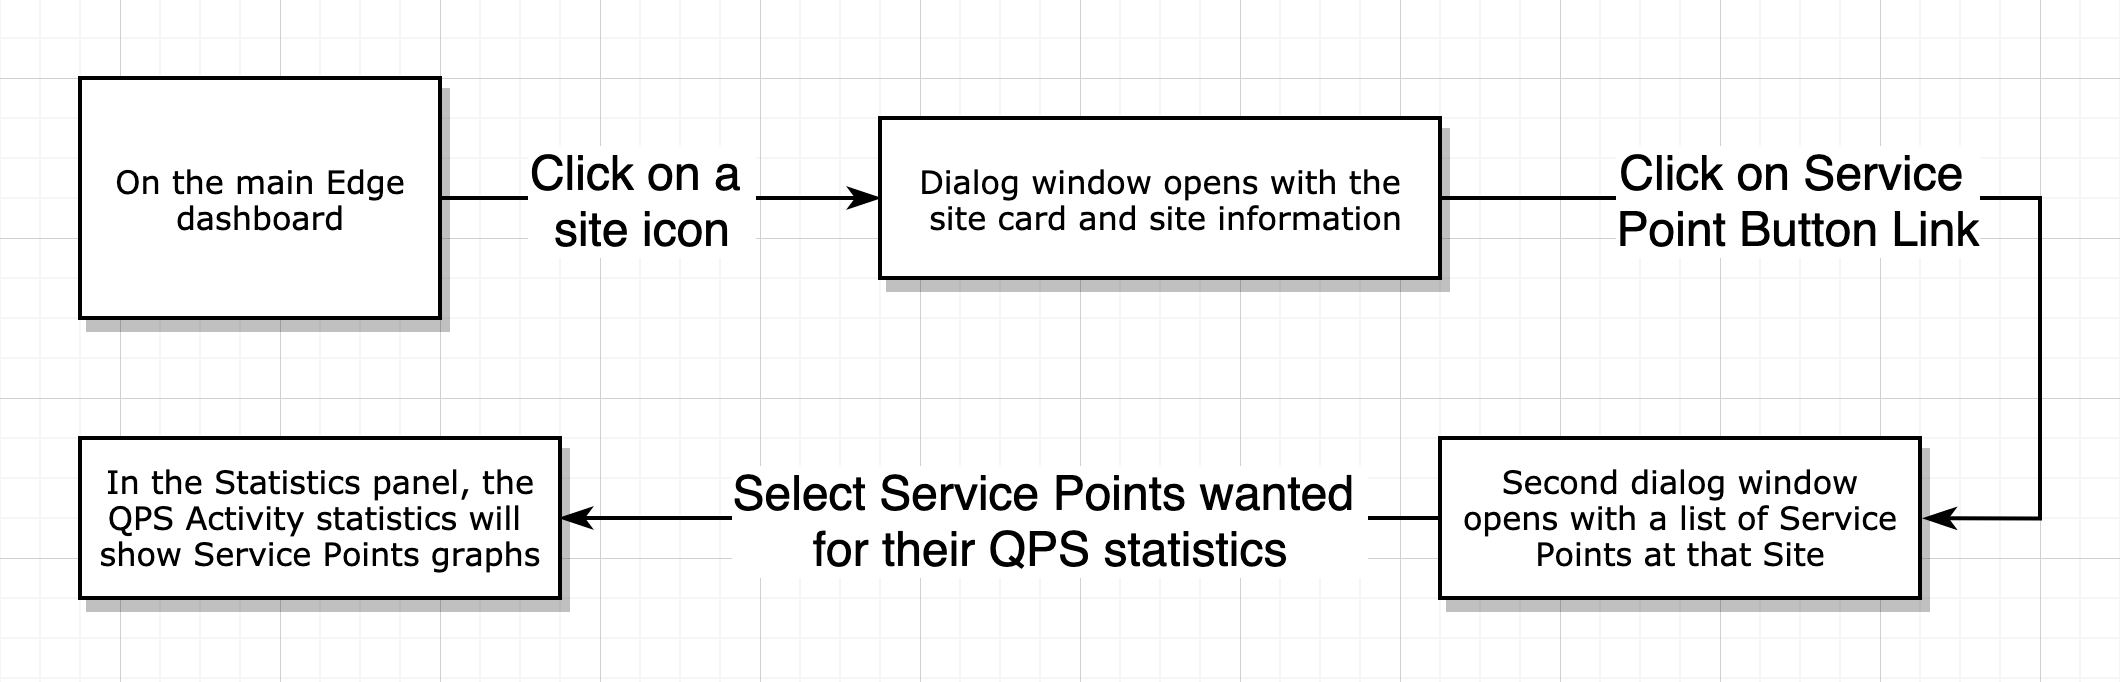 On the main Edge
dashboard
Click on a
site icon
Dialog window opens with the
site card and site information
Click on Service
Point Button Link
Second dialog window
opens with a list of Service
Points at that Site
Select Service Points wanted
for their QPS statistics
In the Statistics panel, the
QPS Activity statistics will
show Service Points graphs